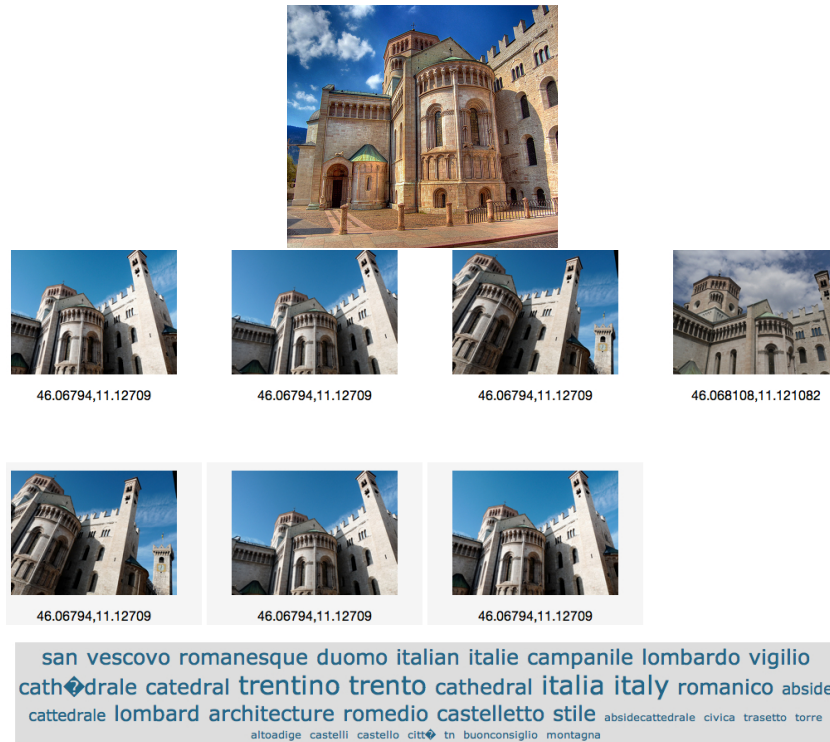 46.06794,11.12709 46.06794,11.12709 46.06794,11.12709 46.068108,11.121082
46.06794,11.12709 46.06794,11.12709 46.06794,11.12709
san vescovo romanesque duomo italian italie campanile lombardo vigilio
cath�drale catedral trentino trento cathedral italia italy romanico abside
cattedrale lombard architecture romedio castelletto stile absidecattedrale civica trasetto torre
altoadige castelli castello citt� tn buonconsiglio montagna